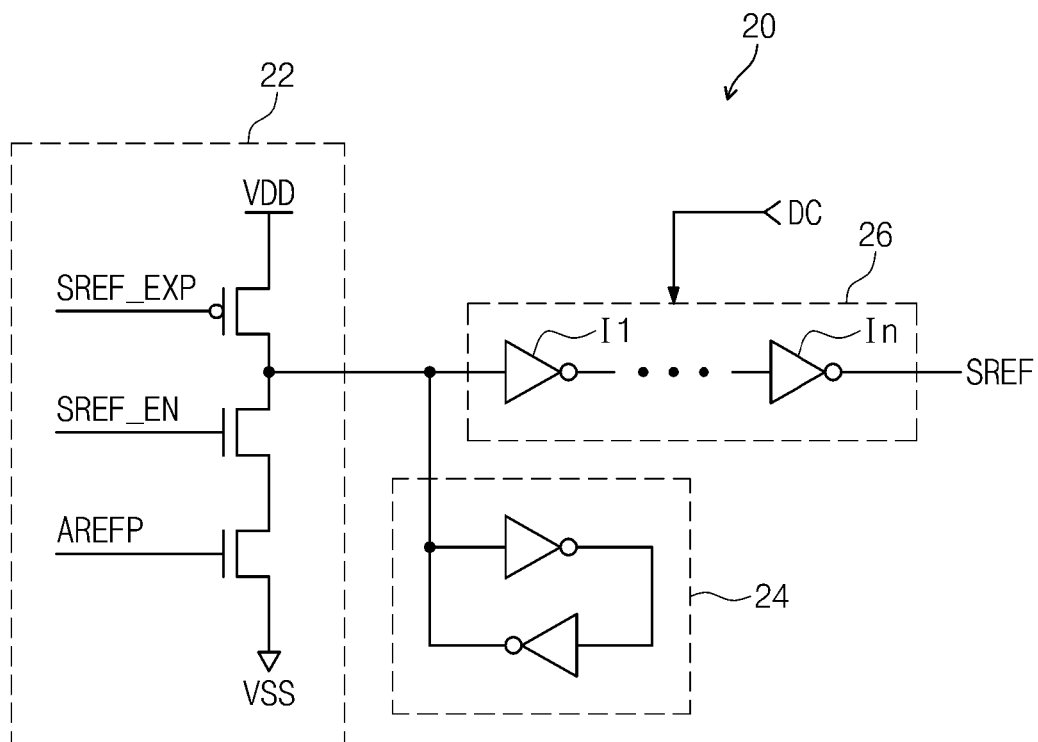 20
22
VDD
DC
26
SREF_EXP
I1
In
SREF
SREF_EN
AREFP
24
VSS